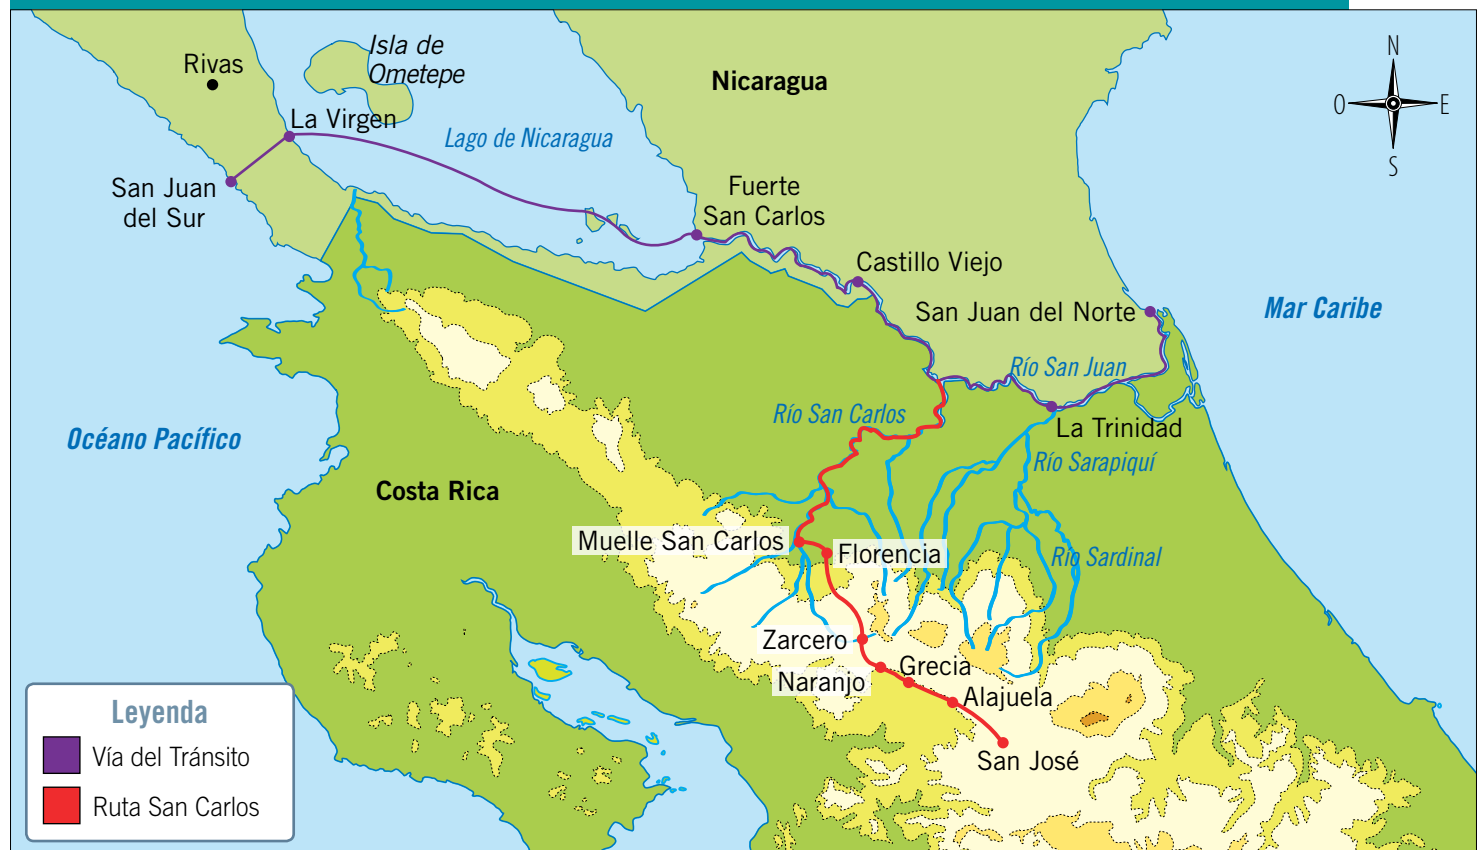 Isla de
Ometepe
Rivas
Nicaragua
N
O
E
S
La Virgen
Lago de Nicaragua
San Juan
del Sur
Fuerte
San Carlos
Castillo Viejo
San Juan del Norte
Mar Caribe
Río San Juan
Río San Carlos
La Trinidad
Océano Pacífico
Río Sarapiquí
Costa Rica
Muelle San Carlos
Florencia
Río Sardinal
Zarcero
Grecia
Naranjo
Alajuela
San José
Leyenda
Vía del Tránsito
Ruta San Carlos